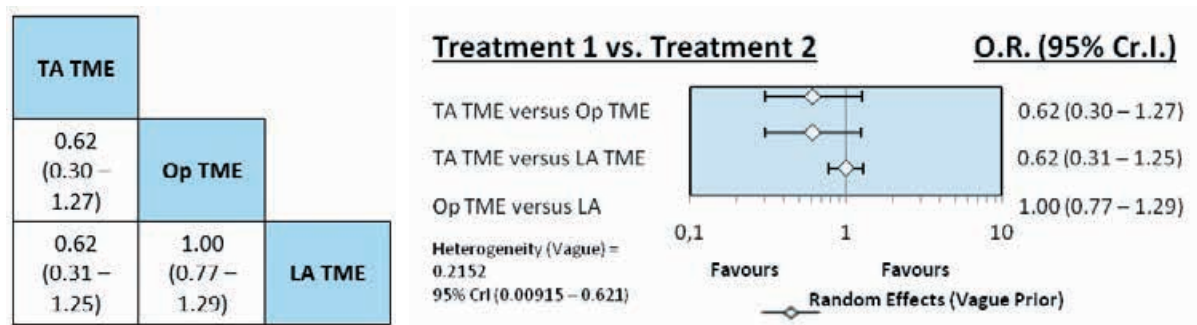 TA TME
0.62
(0.30 –
1.27)
Op TME
0.62
(0.31 –
1.25)
1.00
(0.77 –
1.29)
LA TME
Treatment 1 vs. Treatment 2
O.R. (95% Cr.I.)
TA TME versus Op TME
0.62 (0.30 – 1.27)
TA TME versus LA TME
0.62 (0.31 – 1.25)
Op TME versus LA
1.00 (0.77 – 1.29)
0,1
1
10
Heterogeneity (Vague) =
0.2152
95% CrI (0.00915 – 0.621)
Favours
Favours
Random Effects (Vague Prior)